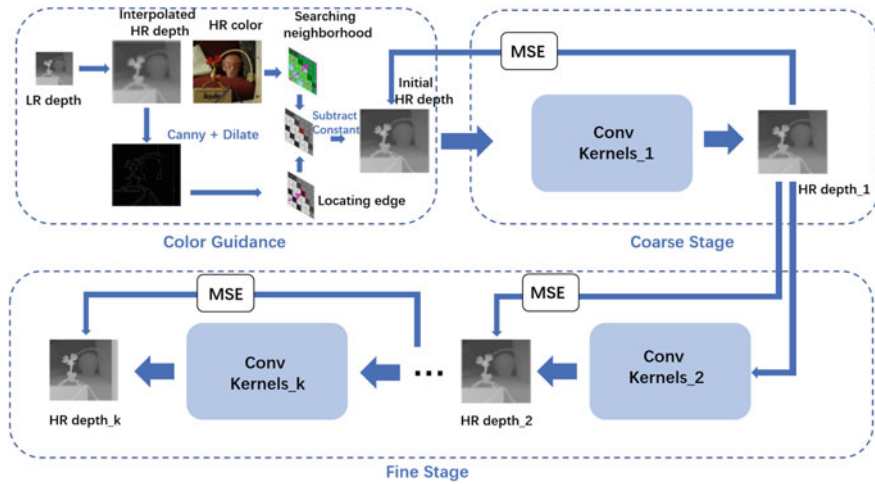 Interpolated
HR depth
HR color
Searching
neighborhood
LR depth
Initial
HR depth
MSE
Canny + Dilate
Subtract
Constant
Locating edge
Color Guidance
Conv
Kernels_1
HR depth_1
Coarse Stage
MSE
MSE
Conv
Kernels_k
...
Conv
Kernels_2
HR depth_k
HR depth_2
Fine Stage